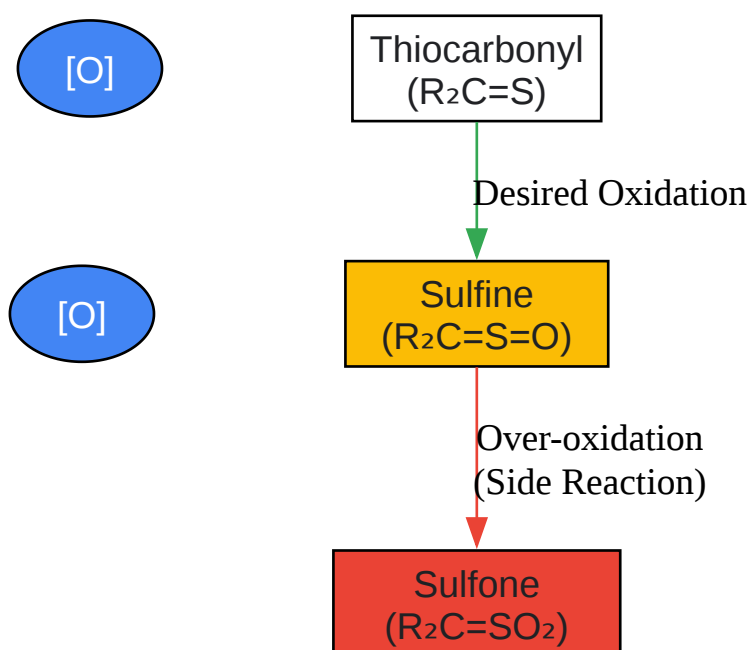 [O]
Thiocarbonyl
(R₂C=S)
Desired Oxidation
[O]
Sulfine
(R₂C=S=O)
Over-oxidation
(Side Reaction)
Sulfone
(R₂C=SO₂)